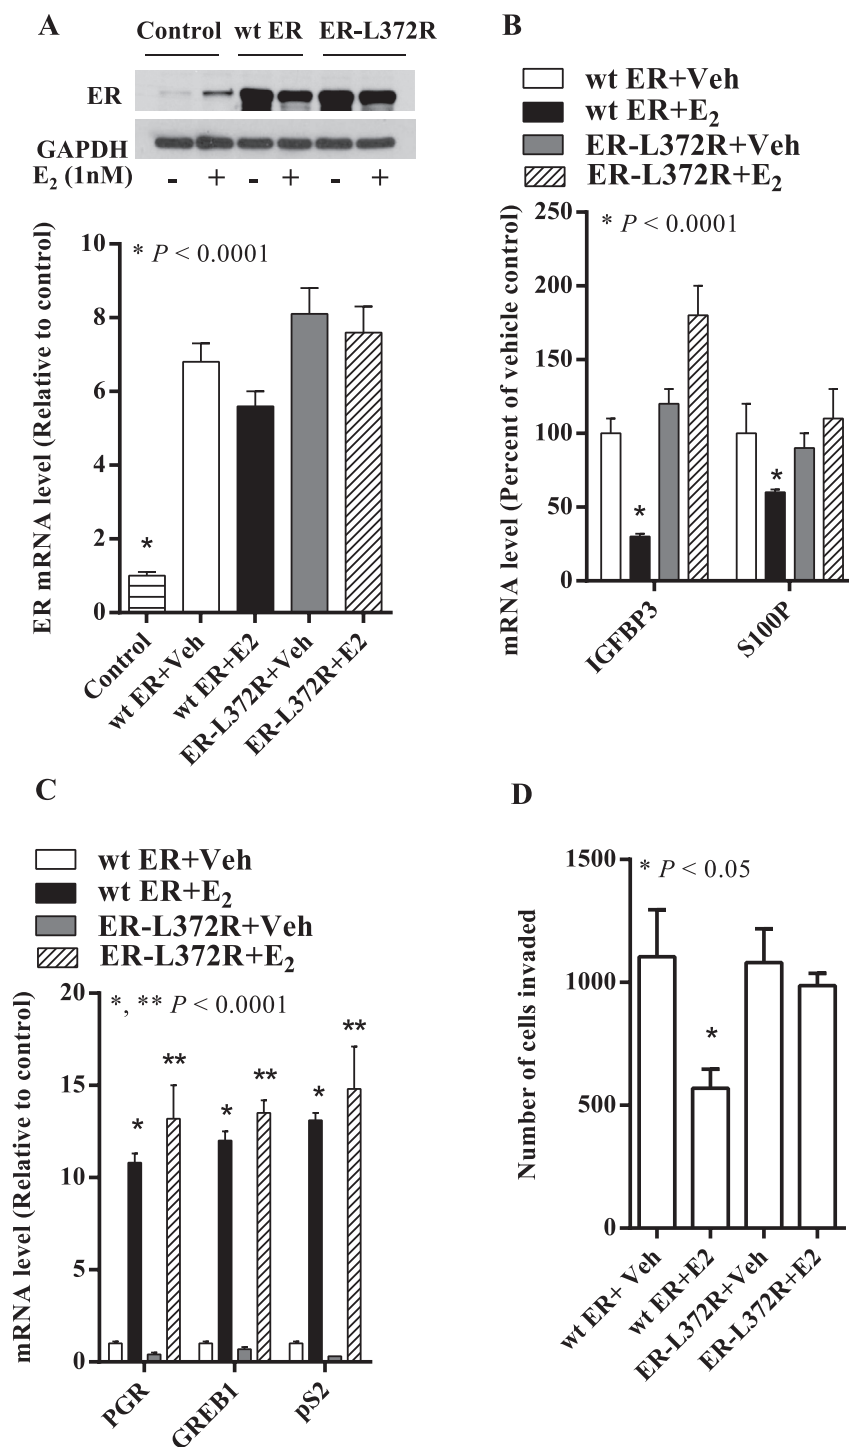 A
Control wt ER ER-L372R
ER
GAPDH
E2 (1nM) - + - + - +
* P < 0.0001
ER mRNA level (Relative to control)
10
8
6
4
2
0
*
Control
wt ER+Veh
wt ER+E2
ER-L372R+Veh
ER-L372R+E2
B
wt ER+Veh
wt ER+E2
ER-L372R+Veh
ER-L372R+E2
* P < 0.0001
mRNA level (Percent of vehicle control)
250
200
150
100
50
0
*
*
IGFBP3
S100P
C
wt ER+Veh
wt ER+E2
ER-L372R+Veh
ER-L372R+E2
*, ** P < 0.0001
mRNA level (Relative to control)
20
15
10
5
0
* **
* **
* **
PGR
GREB1
pS2
D
* P < 0.05
Number of cells invaded
1500
1000
500
0
*
wt ER+ Veh
wt ER+E2
ER-L372R+Veh
ER-L372R+E2